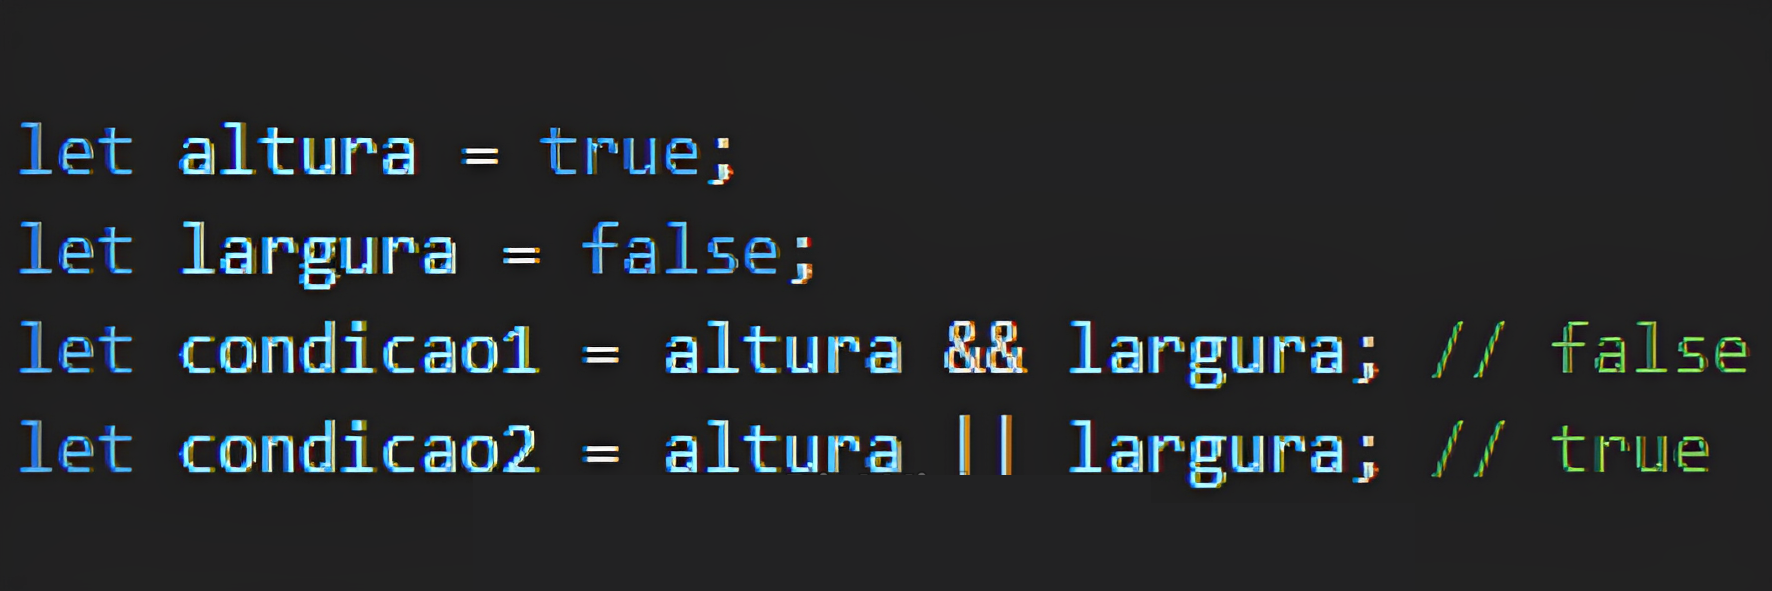 let altura = true;
let largura = false;
let condicao1 = altura && largura; // false
let condicao2 = altura || largura; // true